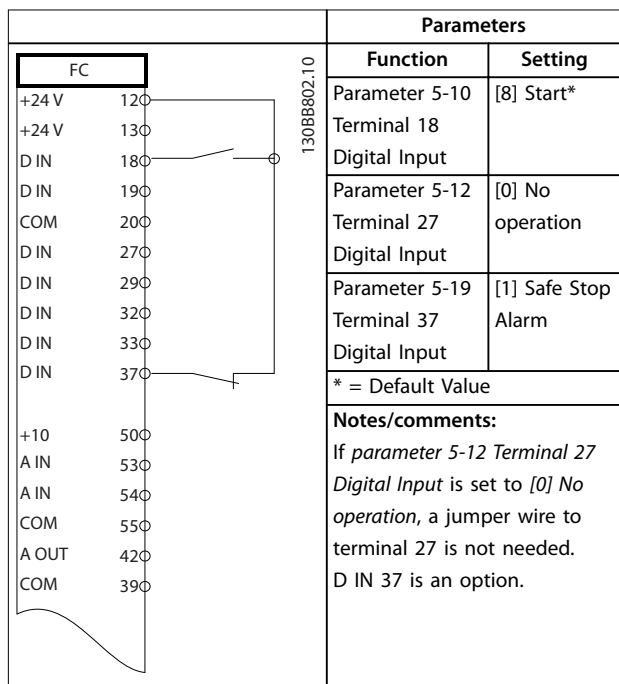 FC
+24 V 12
+24 V 13
D IN 18
D IN 19
COM 20
D IN 27
D IN 29
D IN 32
D IN 33
D IN 37
+10 50
A IN 53
A IN 54
COM 55
A OUT 42
COM 39
130BB802.10
Parameters
Function Setting
Parameter 5-10 [8] Start*
Terminal 18
Digital Input
Parameter 5-12 [0] No
Terminal 27 operation
Digital Input
Parameter 5-19 [1] Safe Stop
Terminal 37 Alarm
Digital Input
* = Default Value
Notes/comments:
If parameter 5-12 Terminal 27
Digital Input is set to [0] No
operation, a jumper wire to
terminal 27 is not needed.
D IN 37 is an option.